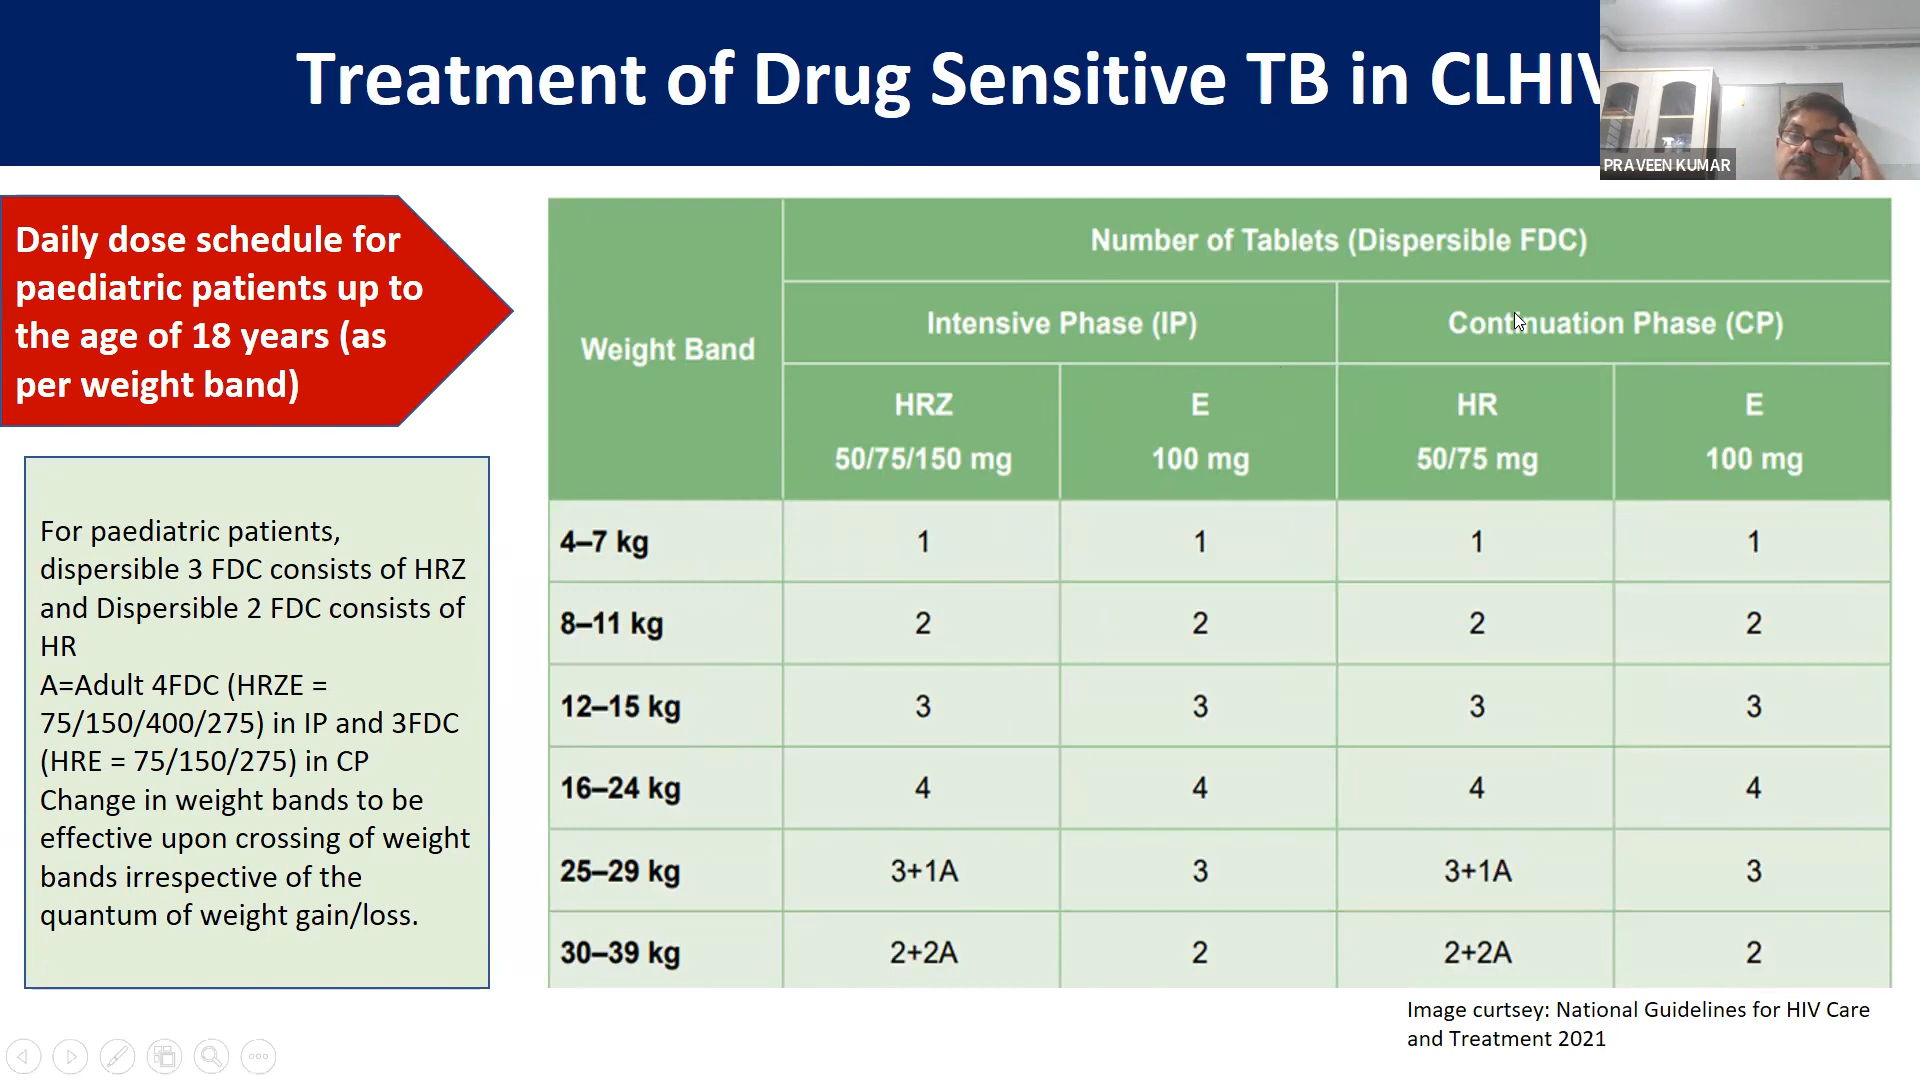 Treatment of Drug Sensitive TB in CLHIV
PRAVEEN KUMAR
Daily dose schedule for
paediatric patients up to
the age of 18 years (as
per weight band)
For paediatric patients,
dispersible 3 FDC consists of HRZ
and Dispersible 2 FDC consists of
HR
A=Adult 4FDC (HRZE =
75/150/400/275) in IP and 3FDC
(HRE = 75/150/275) in CP
Change in weight bands to be
effective upon crossing of weight
bands irrespective of the
quantum of weight gain/loss.
Weight Band
Number of Tablets (Dispersible FDC)
Intensive Phase (IP) Continuation Phase (CP)
HRZ E HR E
50/75/150 mg 100 mg 50/75 mg 100 mg
4–7 kg 1 1 1 1
8–11 kg 2 2 2 2
12–15 kg 3 3 3 3
16–24 kg 4 4 4 4
25–29 kg 3+1A 3 3+1A 3
30–39 kg 2+2A 2 2+2A 2
Image curtsey: National Guidelines for HIV Care
and Treatment 2021